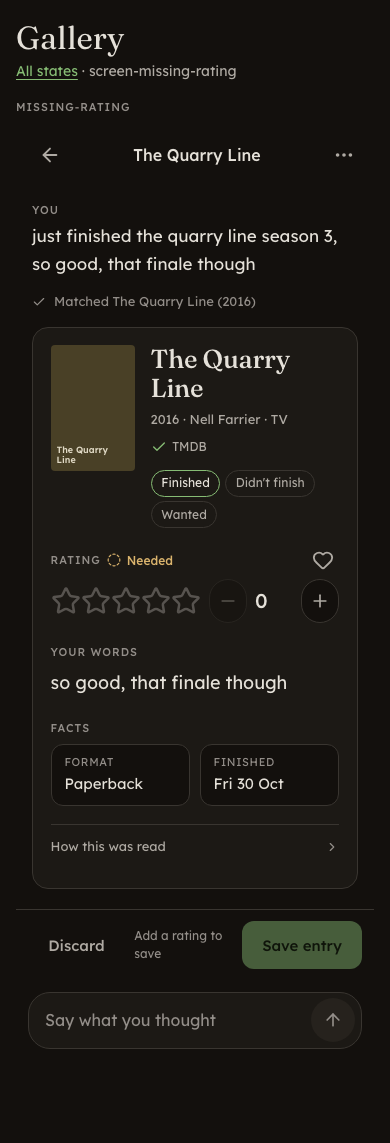 Gallery
All states · screen-missing-rating
MISSING-RATING
The Quarry Line
YOU
just finished the quarry line season 3,
so good, that finale though
Matched The Quarry Line (2016)
The Quarry
Line
The Quarry
Line
2016 · Nell Farrier · TV
TMDB
Finished
Didn't finish
Wanted
RATING Needed
0
YOUR WORDS
so good, that finale though
FACTS
FORMAT
Paperback
FINISHED
Fri 30 Oct
How this was read
Discard
Add a rating to
save
Save entry
Say what you thought